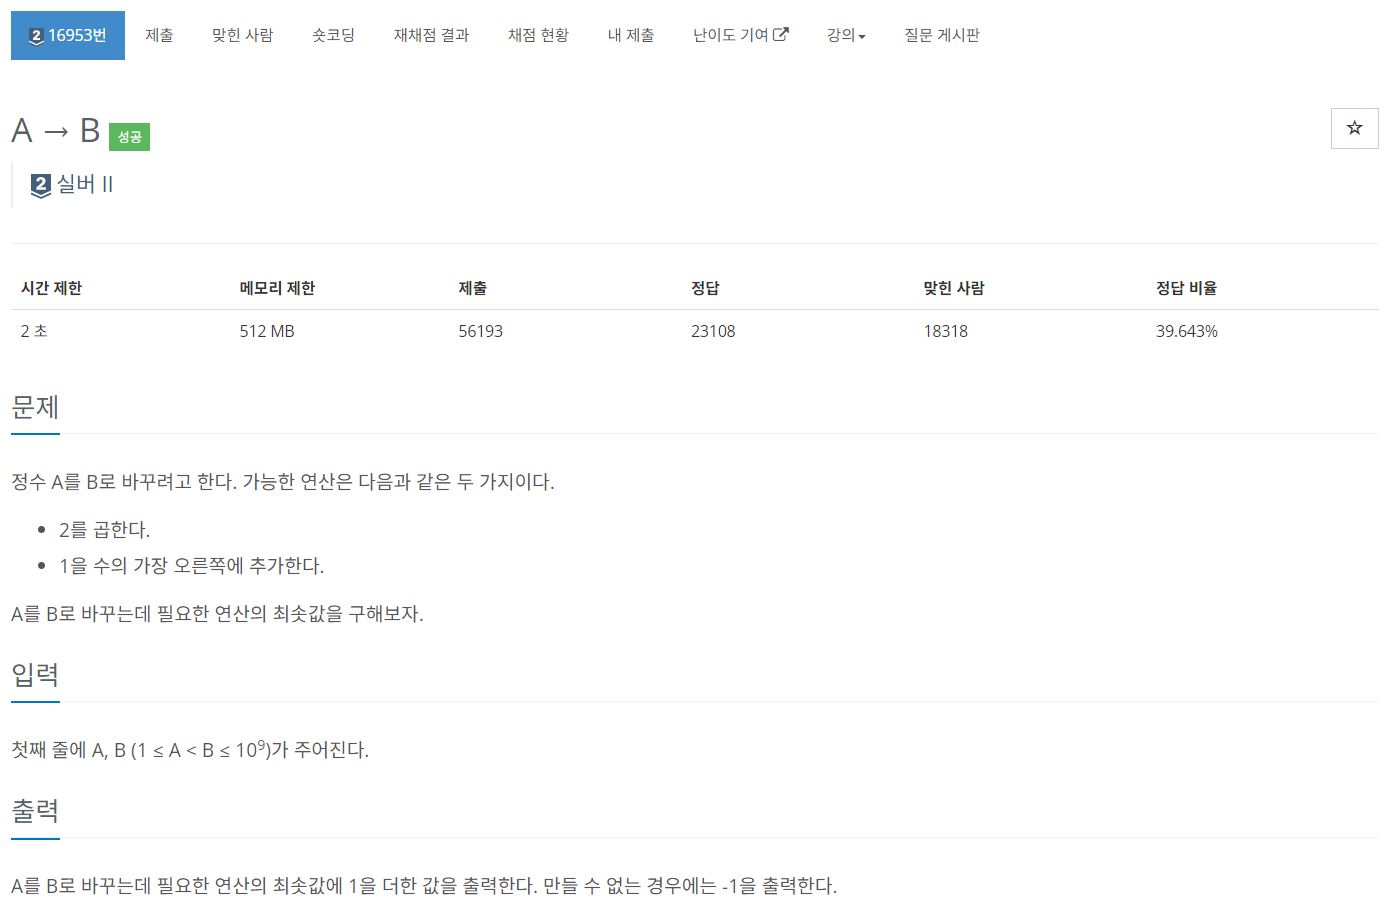 2 16953번 제출 맞힌 사람 숏코딩 재채점 결과 채점 현황 내 제출 난이도 기여 강의 질문 게시판
A → B 성공
2 실버 II
시간 제한 메모리 제한 제출 정답 맞힌 사람 정답 비율
2 초 512 MB 56193 23108 18318 39.643%
문제
정수 A를 B로 바꾸려고 한다. 가능한 연산은 다음과 같은 두 가지이다.
• 2를 곱한다.
• 1을 수의 가장 오른쪽에 추가한다.
A를 B로 바꾸는데 필요한 연산의 최솟값을 구해보자.
입력
첫째 줄에 A, B (1 ≤ A < B ≤ 10⁹)가 주어진다.
출력
A를 B로 바꾸는데 필요한 연산의 최솟값에 1을 더한 값을 출력한다. 만들 수 없는 경우에는 -1을 출력한다.